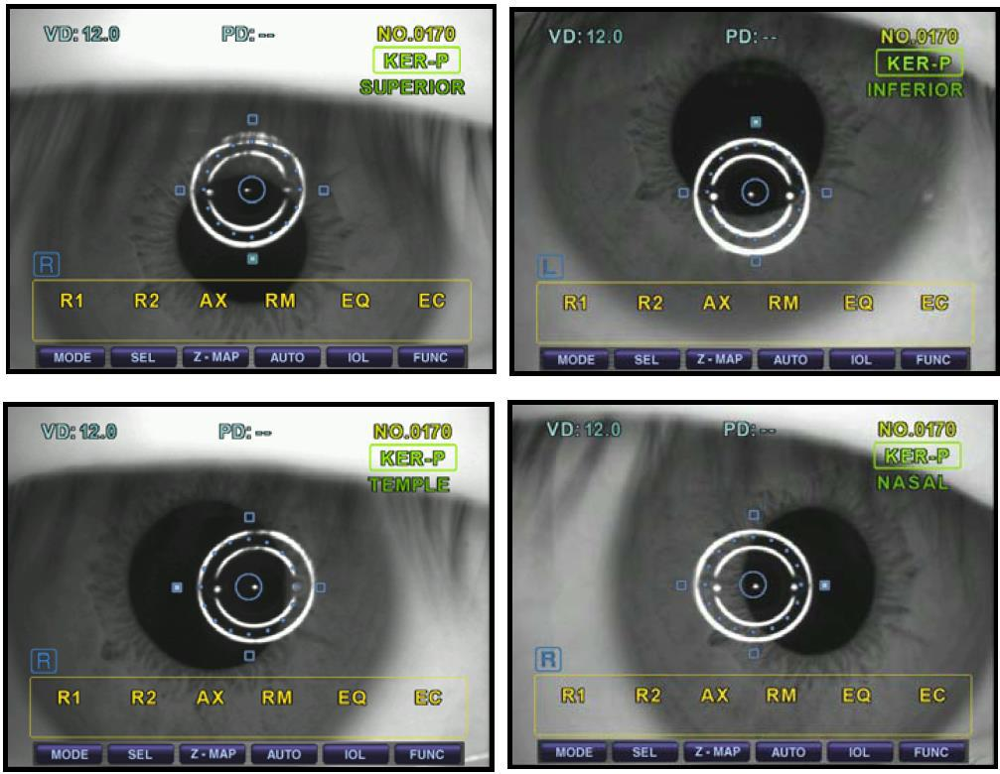 VD: 12.0 PD: -- NO.0170
KER-P
SUPERIOR
R
R1 R2 AX RM EQ EC
MODE SEL Z - MAP AUTO IOL FUNC
VD: 12.0 PD: -- NO.0170
KER-P
INFERIOR
L
R1 R2 AX RM EQ EC
MODE SEL Z - MAP AUTO IOL FUNC
VD: 12.0 PD: -- NO.0170
KER-P
TEMPLE
R
R1 R2 AX RM EQ EC
MODE SEL Z - MAP AUTO IOL FUNC
VD: 12.0 PD: -- NO.0170
KER-P
NASAL
R
R1 R2 AX RM EQ EC
MODE SEL Z - MAP AUTO IOL FUNC